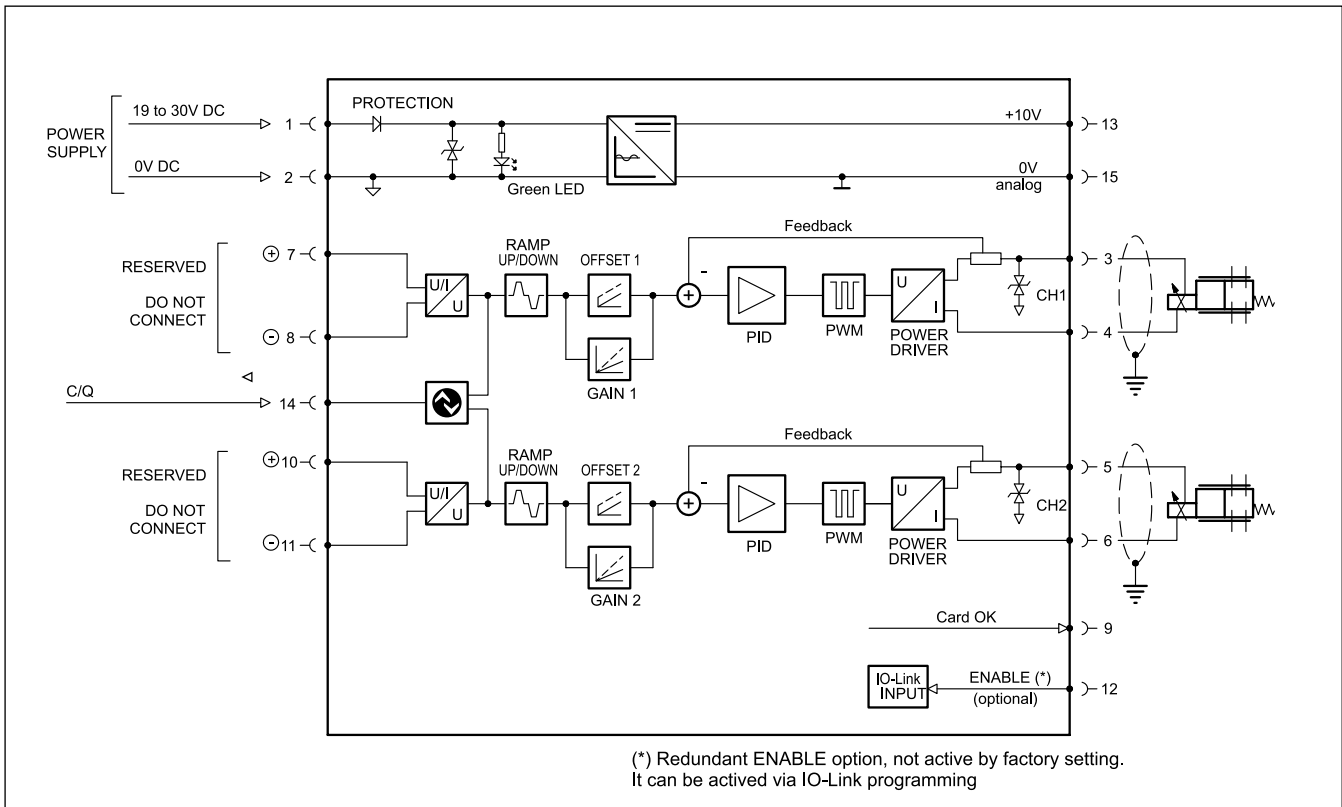 POWER
SUPPLY
19 to 30V DC
1
0V DC
2
PROTECTION
Green LED
+10V
13
0V
analog
15
RESERVED
DO NOT
CONNECT
+ 7
- 8
U/I
U
RAMP
UP/DOWN
OFFSET 1
GAIN 1
Feedback
-
+
PID
PWM
U
I
POWER
DRIVER
CH1
3
4
C/Q
14
RESERVED
DO NOT
CONNECT
+ 10
- 11
U/I
U
RAMP
UP/DOWN
OFFSET 2
GAIN 2
Feedback
-
+
PID
PWM
U
I
POWER
DRIVER
CH2
5
6
Card OK
9
IO-Link
INPUT
ENABLE (*)
(optional)
12
(*) Redundant ENABLE option, not active by factory setting.
It can be actived via IO-Link programming